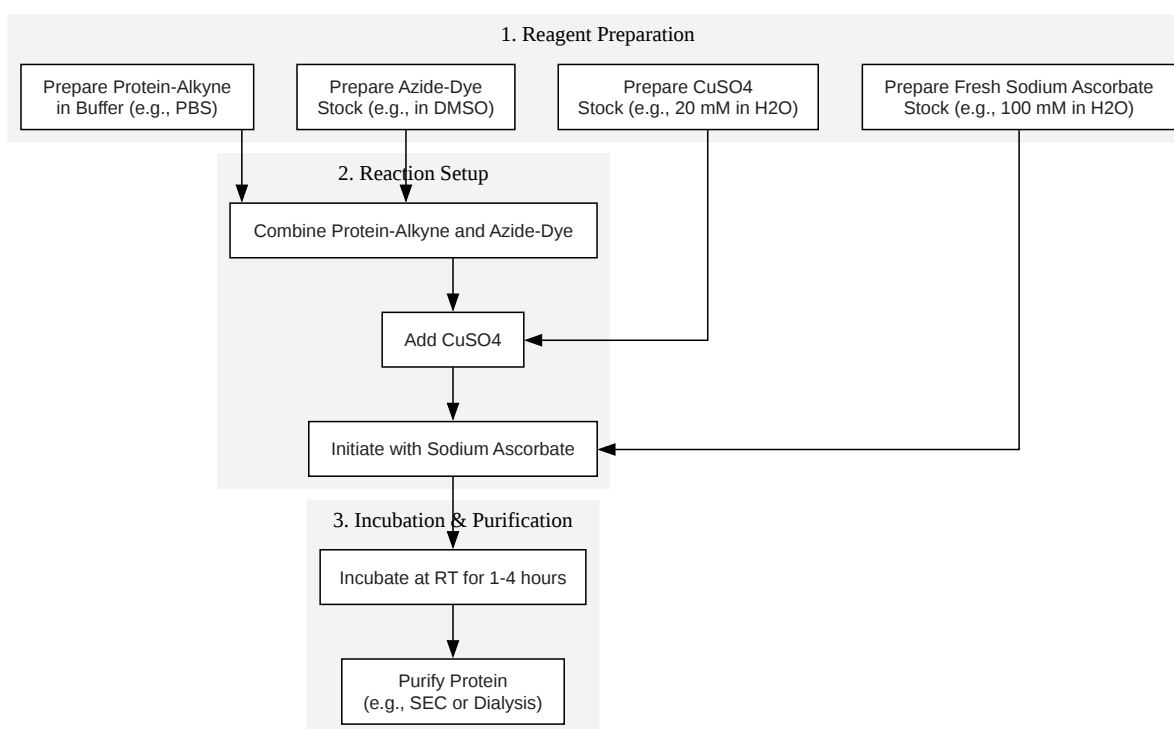 1. Reagent Preparation
Prepare Protein-Alkyne
in Buffer (e.g., PBS)
Prepare Azide-Dye
Stock (e.g., in DMSO)
Prepare CuSO4
Stock (e.g., 20 mM in H2O)
Prepare Fresh Sodium Ascorbate
Stock (e.g., 100 mM in H2O)
2. Reaction Setup
Combine Protein-Alkyne and Azide-Dye
Add CuSO4
Initiate with Sodium Ascorbate
3. Incubation & Purification
Incubate at RT for 1-4 hours
Purify Protein
(e.g., SEC or Dialysis)